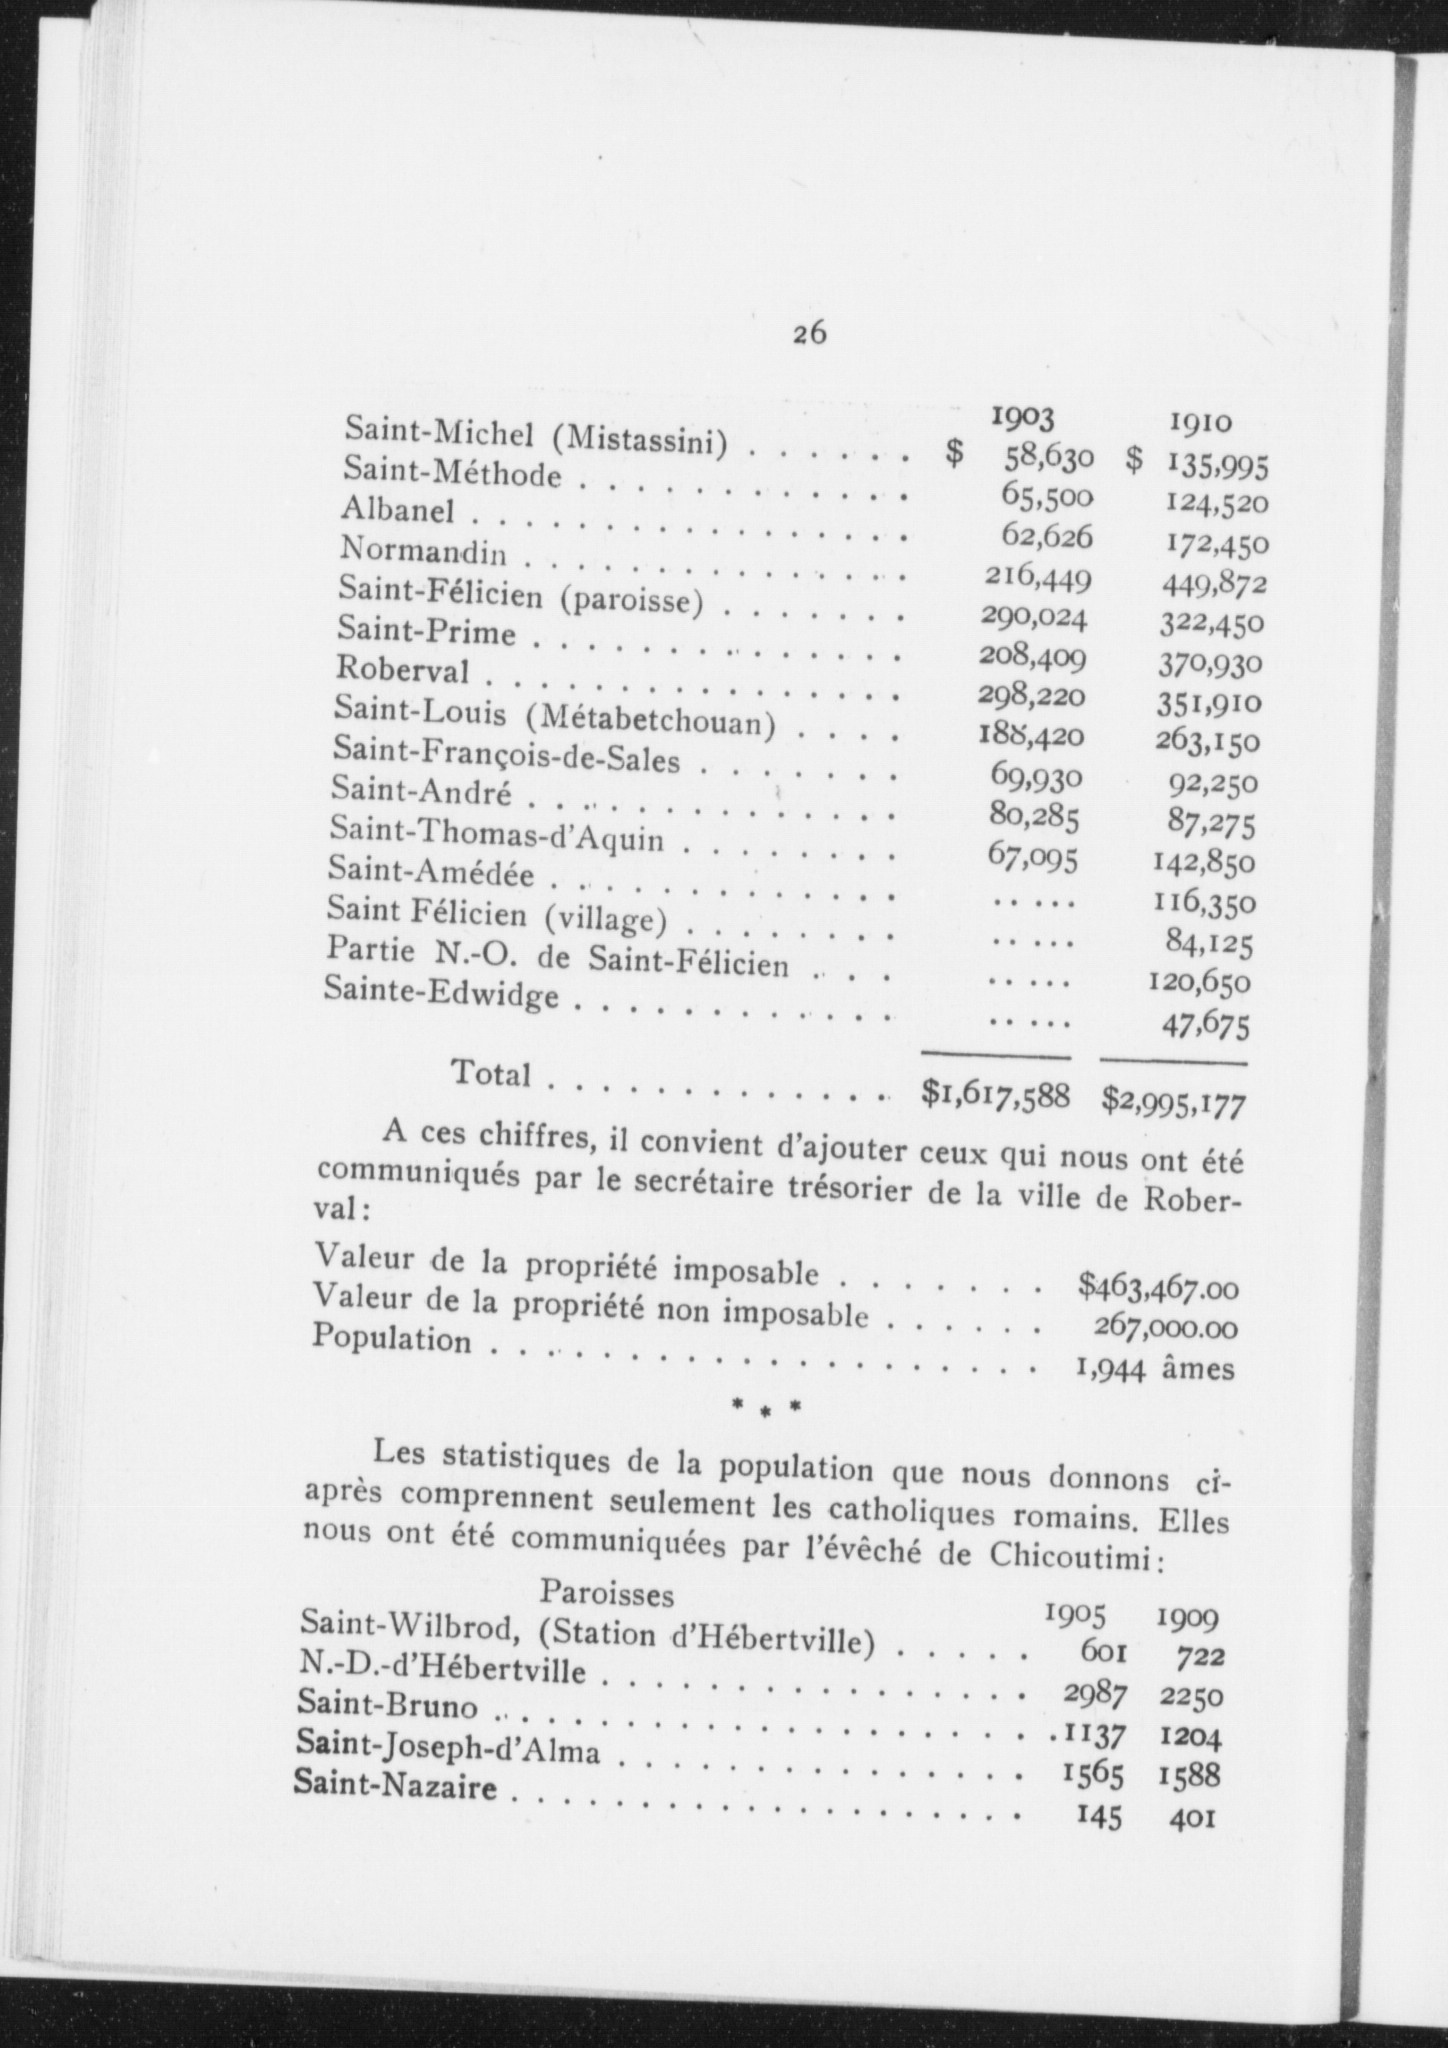 26
1903 1910
Saint-Michel (Mistassini) . . . . . . $ 58,630 $ 135,995
Saint-Méthode . . . . . . . . . . . . 65,500 124,520
Albanel . . . . . . . . . . . . . . . . 62,626 172,450
Normandin . . . . . . . . . . . . . . 216,449 449,872
Saint-Félicien (paroisse) . . . . . . . 290,024 322,450
Saint-Prime . . . . . . . . . . . . . . 208,409 370,930
Roberval . . . . . . . . . . . . . . . . 298,220 351,910
Saint-Louis (Métabetchouan) . . . . 188,420 263,150
Saint-François-de-Sales . . . . . . . 69,930 92,250
Saint-André . . . . . . . . . . . . . . 80,285 87,275
Saint-Thomas-d'Aquin . . . . . . . . 67,095 142,850
Saint-Amédée . . . . . . . . . . . . . ..... 116,350
Saint Félicien (village) . . . . . . . . ..... 84,125
Partie N.-O. de Saint-Félicien . . . ..... 120,650
Sainte-Edwidge . . . . . . . . . . . . ..... 47,675
Total . . . . . . . . . . . . . $1,617,588 $2,995,177
A ces chiffres, il convient d'ajouter ceux qui nous ont été
communiqués par le secrétaire trésorier de la ville de Rober-
val:
Valeur de la propriété imposable . . . . . . . $463,467.00
Valeur de la propriété non imposable . . . . . . 267,000.00
Population . . . . . . . . . . . . . . . . . . . . 1,944 âmes
* * *
Les statistiques de la population que nous donnons ci-
après comprennent seulement les catholiques romains. Elles
nous ont été communiquées par l'évêché de Chicoutimi:
Paroisses 1905 1909
Saint-Wilbrod, (Station d'Hébertville) . . . . . 601 722
N.-D.-d'Hébertville . . . . . . . . . . . . . . . . 2987 2250
Saint-Bruno . . . . . . . . . . . . . . . . . . . . . 1137 1204
Saint-Joseph-d'Alma . . . . . . . . . . . . . . . 1565 1588
Saint-Nazaire . . . . . . . . . . . . . . . . . . . 145 401